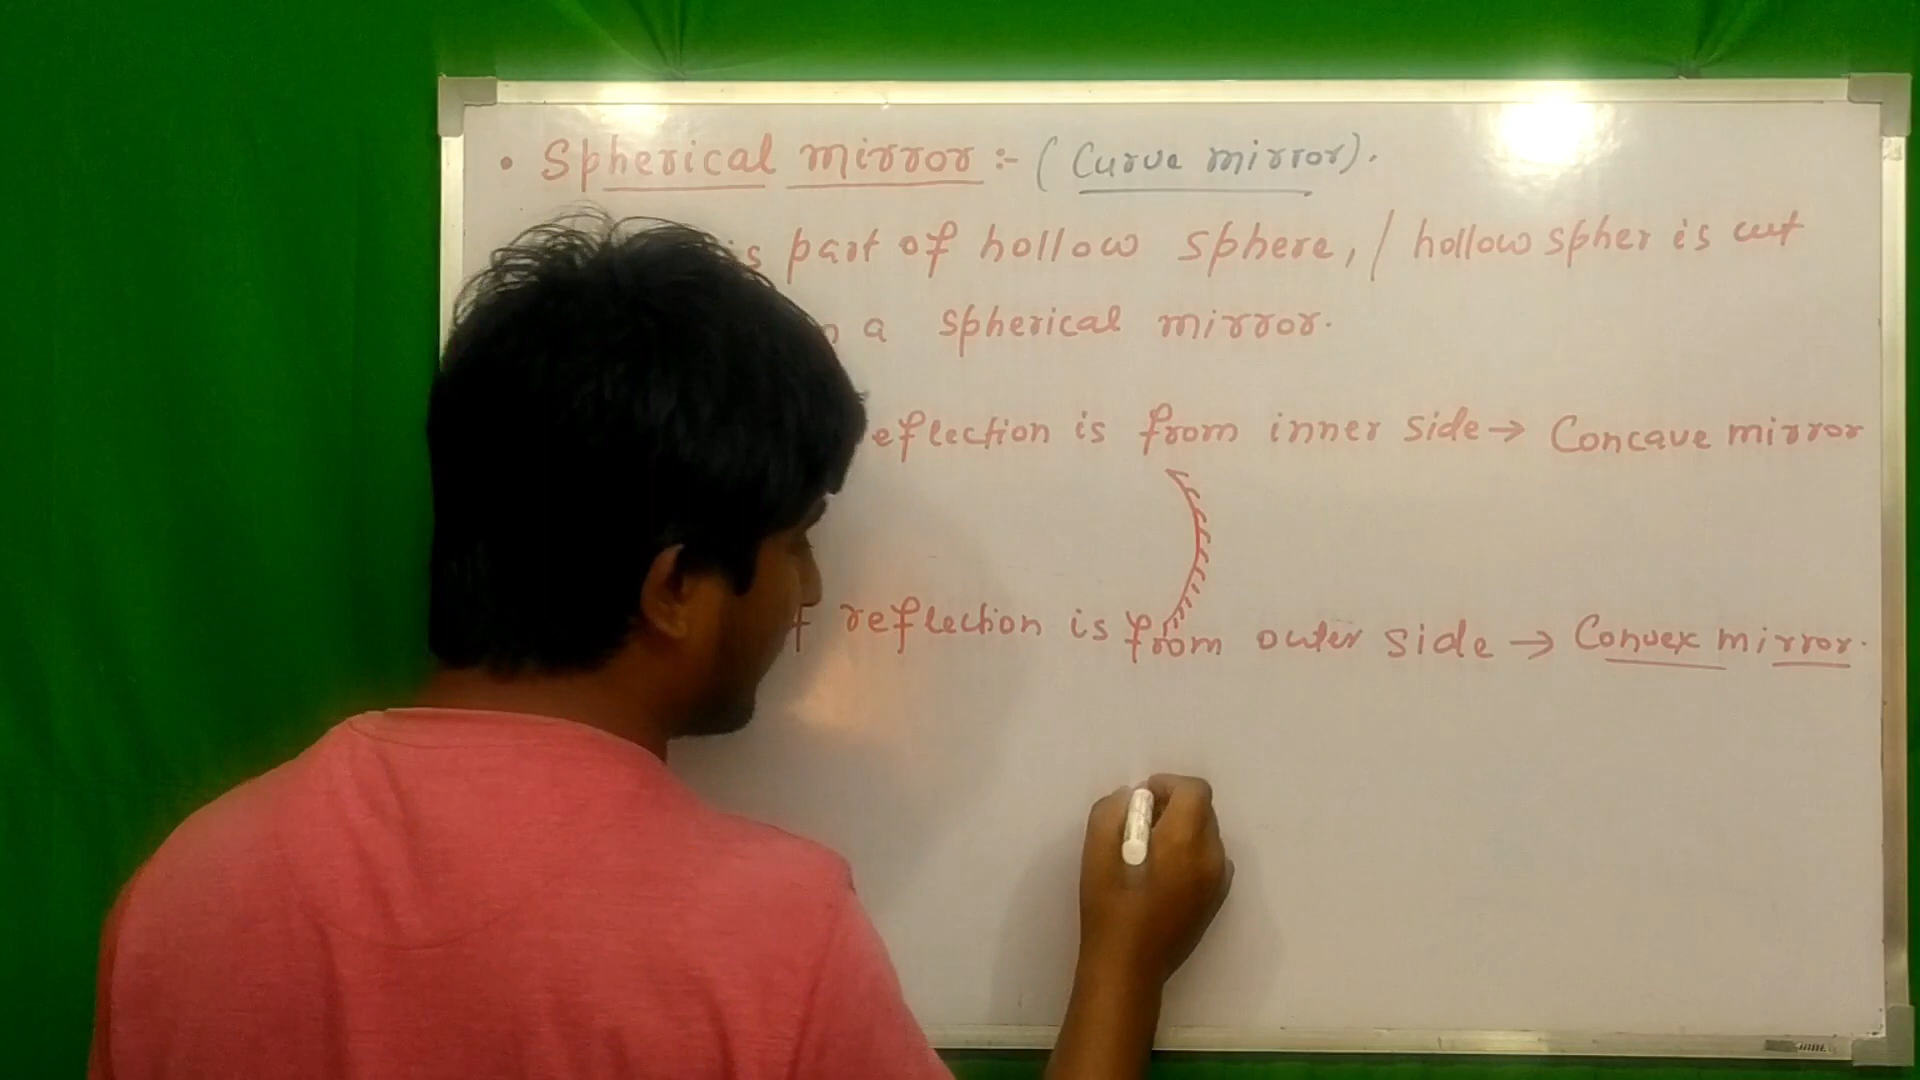 • Spherical mirror :- (Curve mirror).
is part of hollow sphere, / hollow spher is cut
a spherical mirror.
eflection is from inner side → Concave mirror
f reflection is from outer side → Convex mirror.